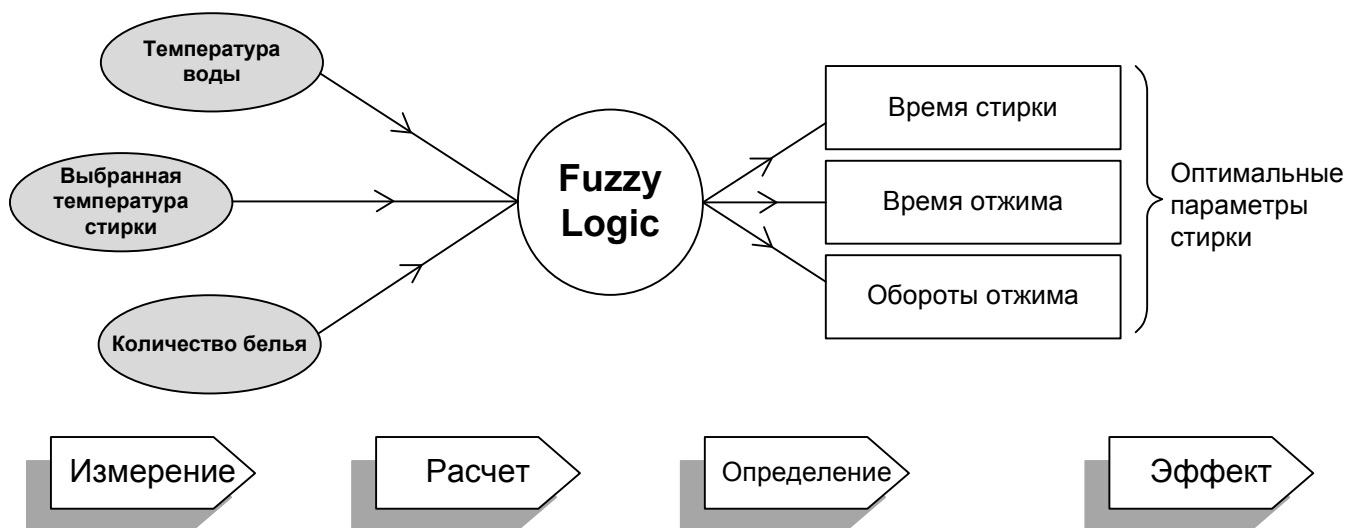 Температура
воды
Выбранная
температура
стирки
Количество белья
Fuzzy
Logic
Время стирки
Время отжима
Обороты отжима
Оптимальные
параметры
стирки
Измерение
Расчет
Определение
Эффект